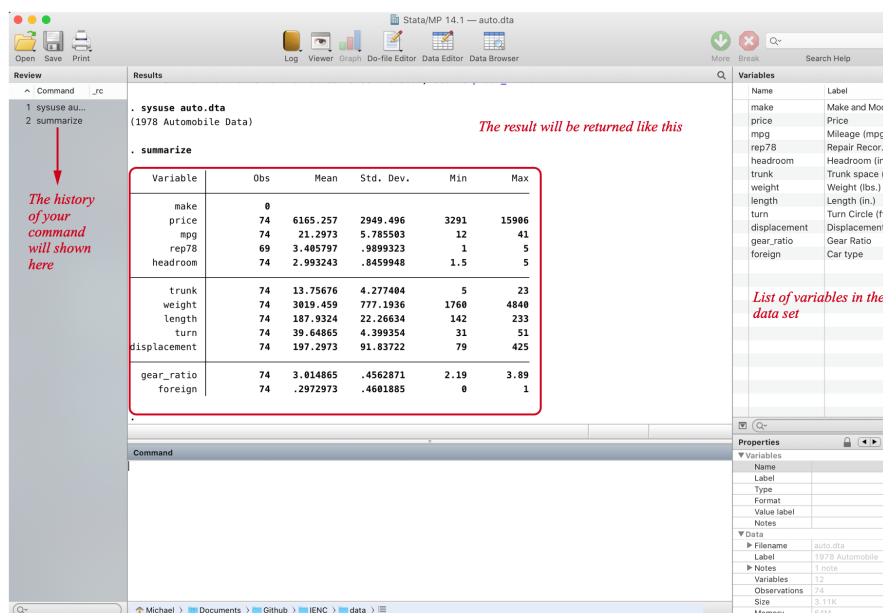 Stata/MP 14.1 — auto.dta
Open Save Print Log Viewer Graph Do-file Editor Data Editor Data Browser More Break Search Help
Review
Command _rc
1 sysuse au...
2 summarize
The history
of your
command
will shown
here
Results
. sysuse auto.dta
(1978 Automobile Data)
The result will be returned like this
. summarize
Variable Obs Mean Std. Dev. Min Max
make 0
price 74 6165.257 2949.496 3291 15906
mpg 74 21.2973 5.785503 12 41
rep78 69 3.405797 .9899323 1 5
headroom 74 2.993243 .8459948 1.5 5
trunk 74 13.75676 4.277404 5 23
weight 74 3019.459 777.1936 1760 4840
length 74 187.9324 22.26634 142 233
turn 74 39.64865 4.399354 31 51
displacement 74 197.2973 91.83722 79 425
gear_ratio 74 3.014865 .4562871 2.19 3.89
foreign 74 .2972973 .4601885 0 1
.
Command
Michael Documents Github IENC data
Variables
Name Label
make Make and Mod
price Price
mpg Mileage (mpg
rep78 Repair Recor.
headroom Headroom (in
trunk Trunk space (
weight Weight (lbs.)
length Length (in.)
turn Turn Circle (f
displacement Displacement
gear_ratio Gear Ratio
foreign Car type
List of variables in the
data set
Properties
Variables
Name
Label
Type
Format
Value label
Notes
Data
Filename auto.dta
Label 1978 Automobile
Notes 1 note
Variables 12
Observations 74
Size 3.11K
Memory 64M